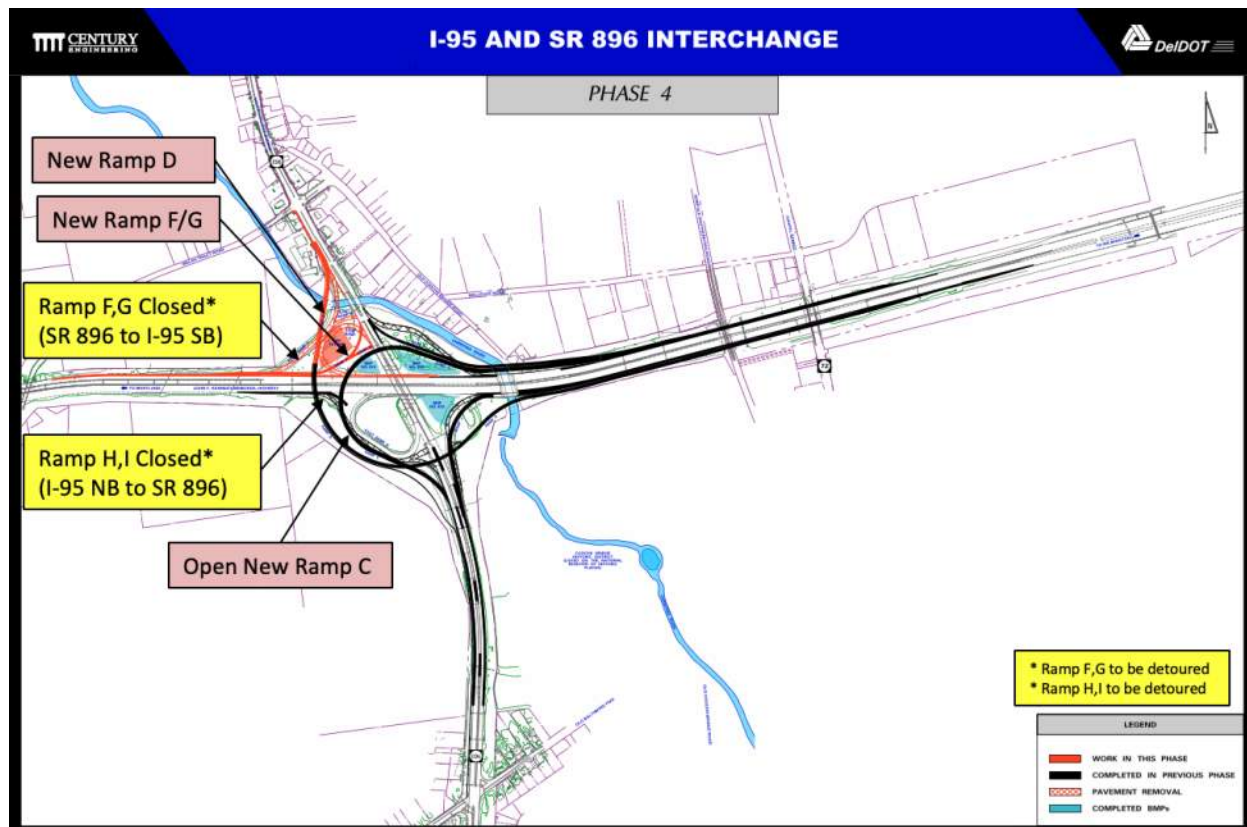 CENTURY
ENGINEERING
I-95 AND SR 896 INTERCHANGE
DelDOT
PHASE 4
N
New Ramp D
New Ramp F/G
Ramp F,G Closed*
(SR 896 to I-95 SB)
Ramp H,I Closed*
(I-95 NB to SR 896)
Open New Ramp C
* Ramp F,G to be detoured
* Ramp H,I to be detoured
LEGEND
WORK IN THIS PHASE
COMPLETED IN PREVIOUS PHASE
PAVEMENT REMOVAL
COMPLETED BMPs